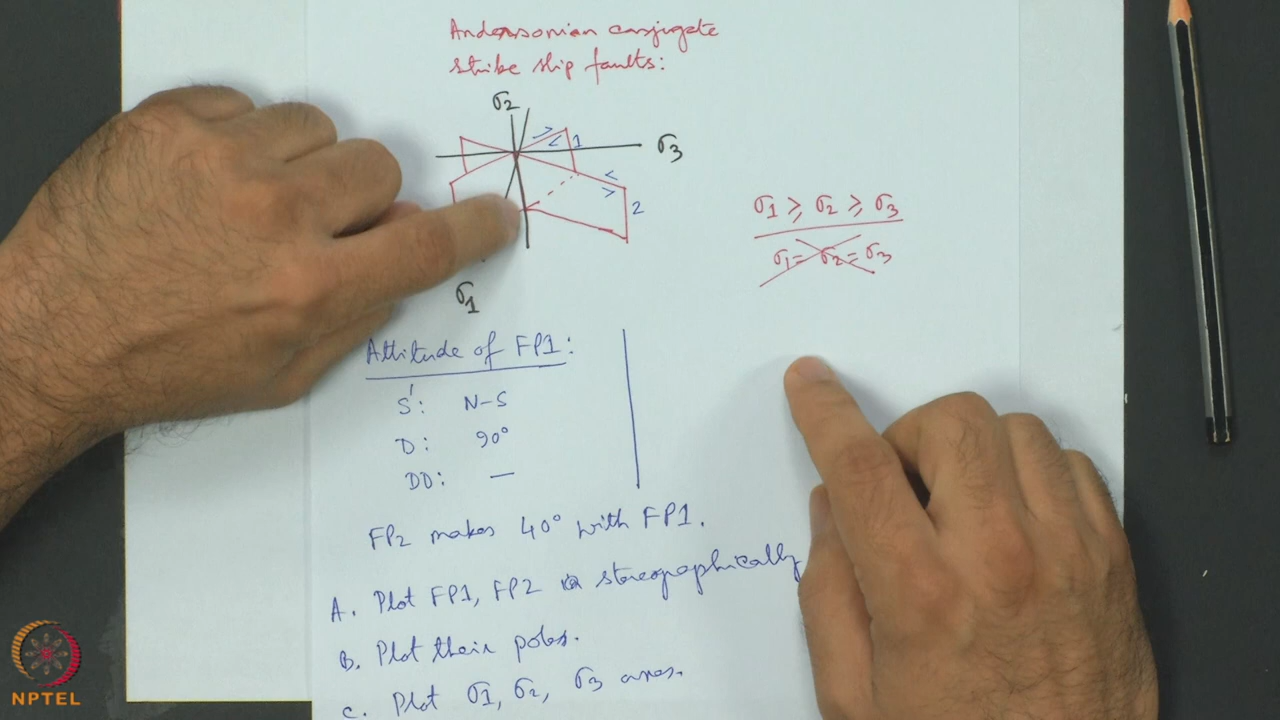 Andersonian conjugate
strike slip faults:
σ2
σ3
1
2
σ1
σ1 ⩾ σ2 ⩾ σ3
σ1 = σ2 = σ3
Attitude of FP1:
S': N-S
D: 90°
DD: —
FP2 makes 40° with FP1.
A. Plot FP1, FP2 stereographically
B. Plot their poles.
C. Plot σ1, σ2, σ3 axes.
NPTEL